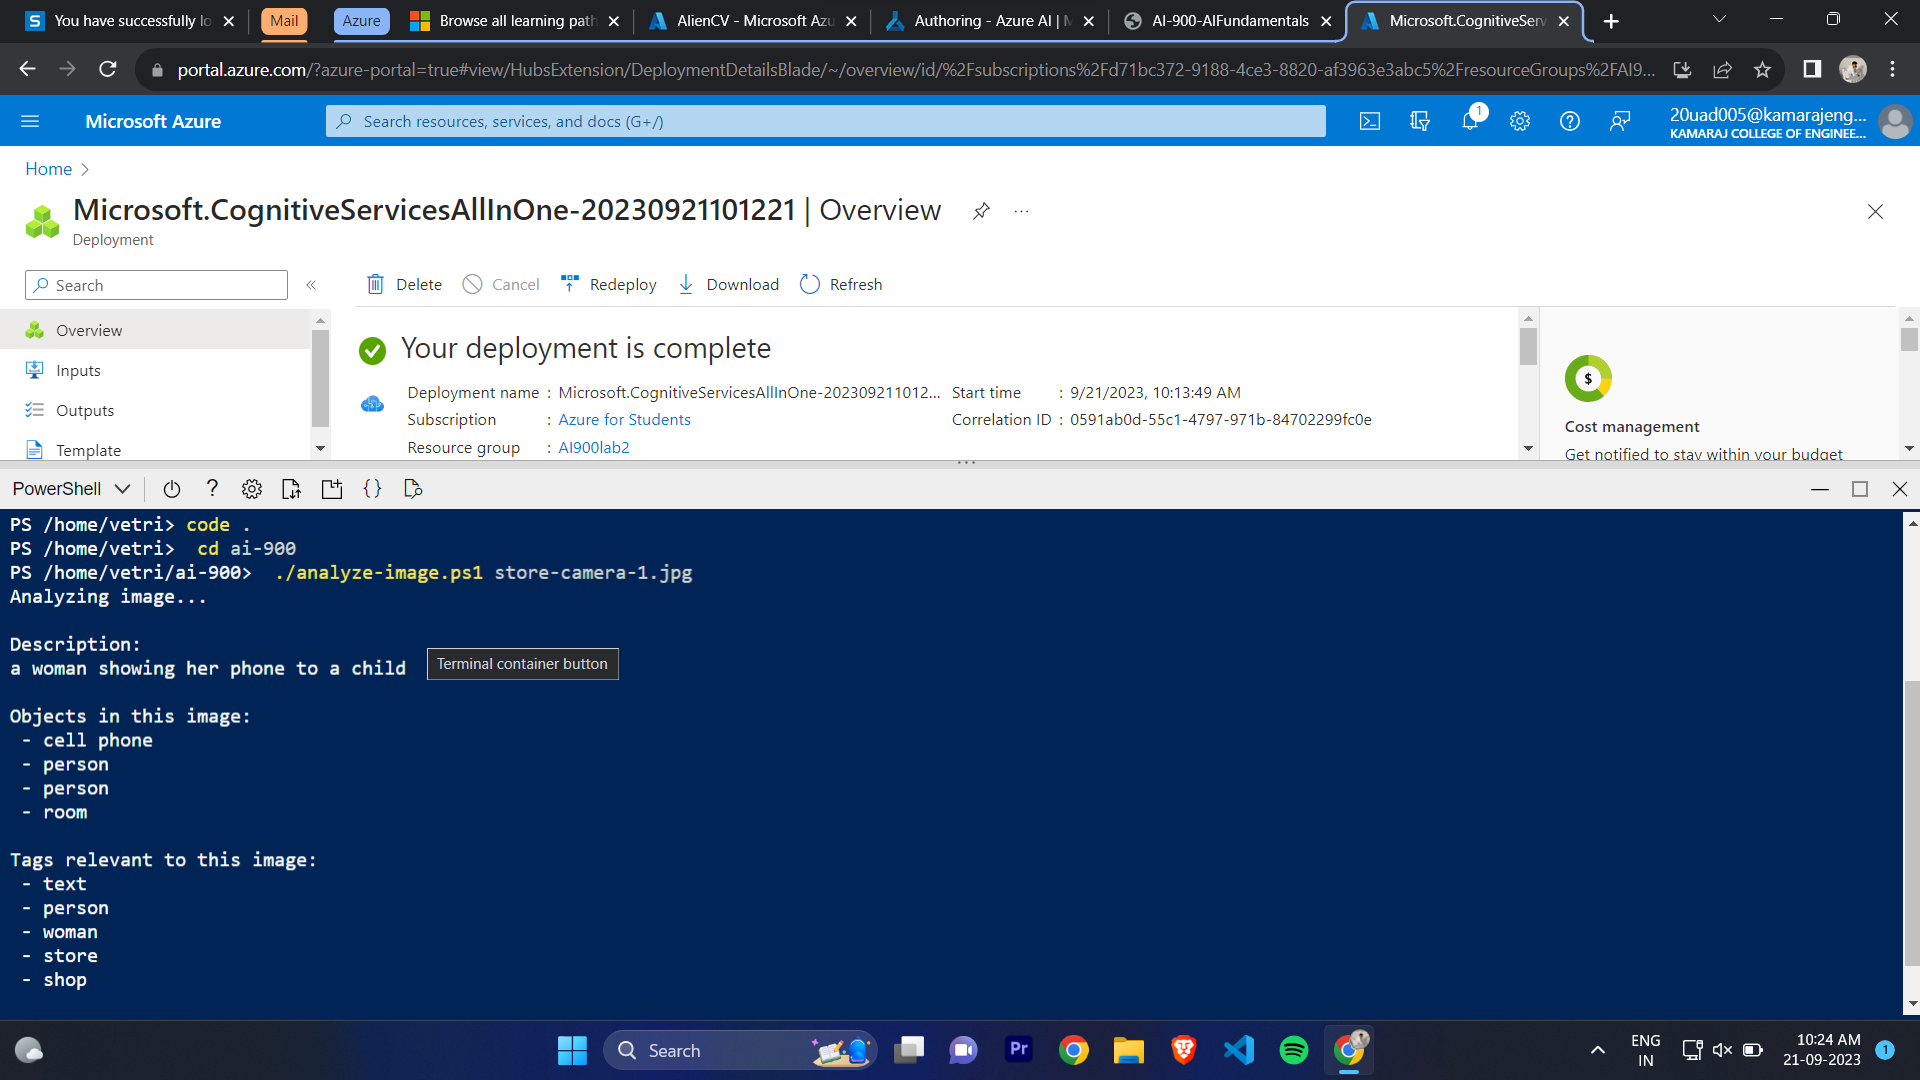 You have successfully lo
Mail
Azure
Browse all learning path
AlienCV - Microsoft Azu
Authoring - Azure AI | M
AI-900-AIFundamentals
Microsoft.CognitiveServ
portal.azure.com/?azure-portal=true#view/HubsExtension/DeploymentDetailsBlade/~/overview/id/%2Fsubscriptions%2Fd71bc372-9188-4ce3-8820-af3963e3abc5%2FresourceGroups%2FAI9...
Microsoft Azure
Search resources, services, and docs (G+/)
1
20uad005@kamarajeng...
KAMARAJ COLLEGE OF ENGINEE...
Home
Microsoft.CognitiveServicesAllInOne-20230921101221 | Overview
...
Deployment
Search
«
Delete
Cancel
Redeploy
Download
Refresh
Overview
Inputs
Outputs
Template
Your deployment is complete
Deployment name : Microsoft.CognitiveServicesAllInOne-202309211012...
Start time : 9/21/2023, 10:13:49 AM
Subscription : Azure for Students
Correlation ID : 0591ab0d-55c1-4797-971b-84702299fc0e
Resource group : AI900lab2
$
Cost management
Get notified to stay within your budget
PowerShell
?
{ }
PS /home/vetri> code .
PS /home/vetri>  cd ai-900
PS /home/vetri/ai-900>  ./analyze-image.ps1 store-camera-1.jpg
Analyzing image...
Description:
a woman showing her phone to a child
Terminal container button
Objects in this image:
- cell phone
- person
- person
- room
Tags relevant to this image:
- text
- person
- woman
- store
- shop
Search
Pr
ENG
IN
10:24 AM
21-09-2023
1